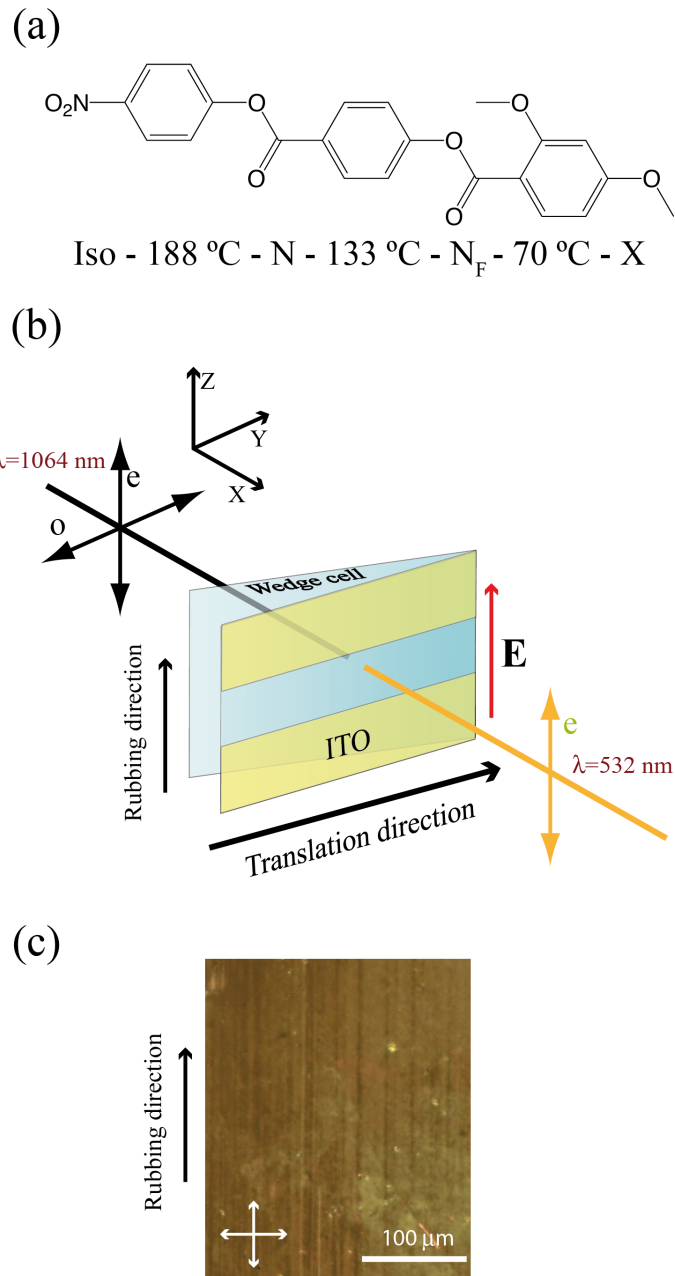 (a)
O₂N
O
O
O
O
O
O
Iso - 188 ºC - N - 133 ºC - N_F - 70 ºC - X
(b)
Z
Y
X
λ=1064 nm
e
o
Wedge cell
E
Rubbing direction
ITO
e
λ=532 nm
Translation direction
(c)
Rubbing direction
100 μm